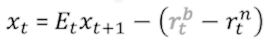 $x_t = E_t x_{t+1} - (r_t^b - r_t^n)$